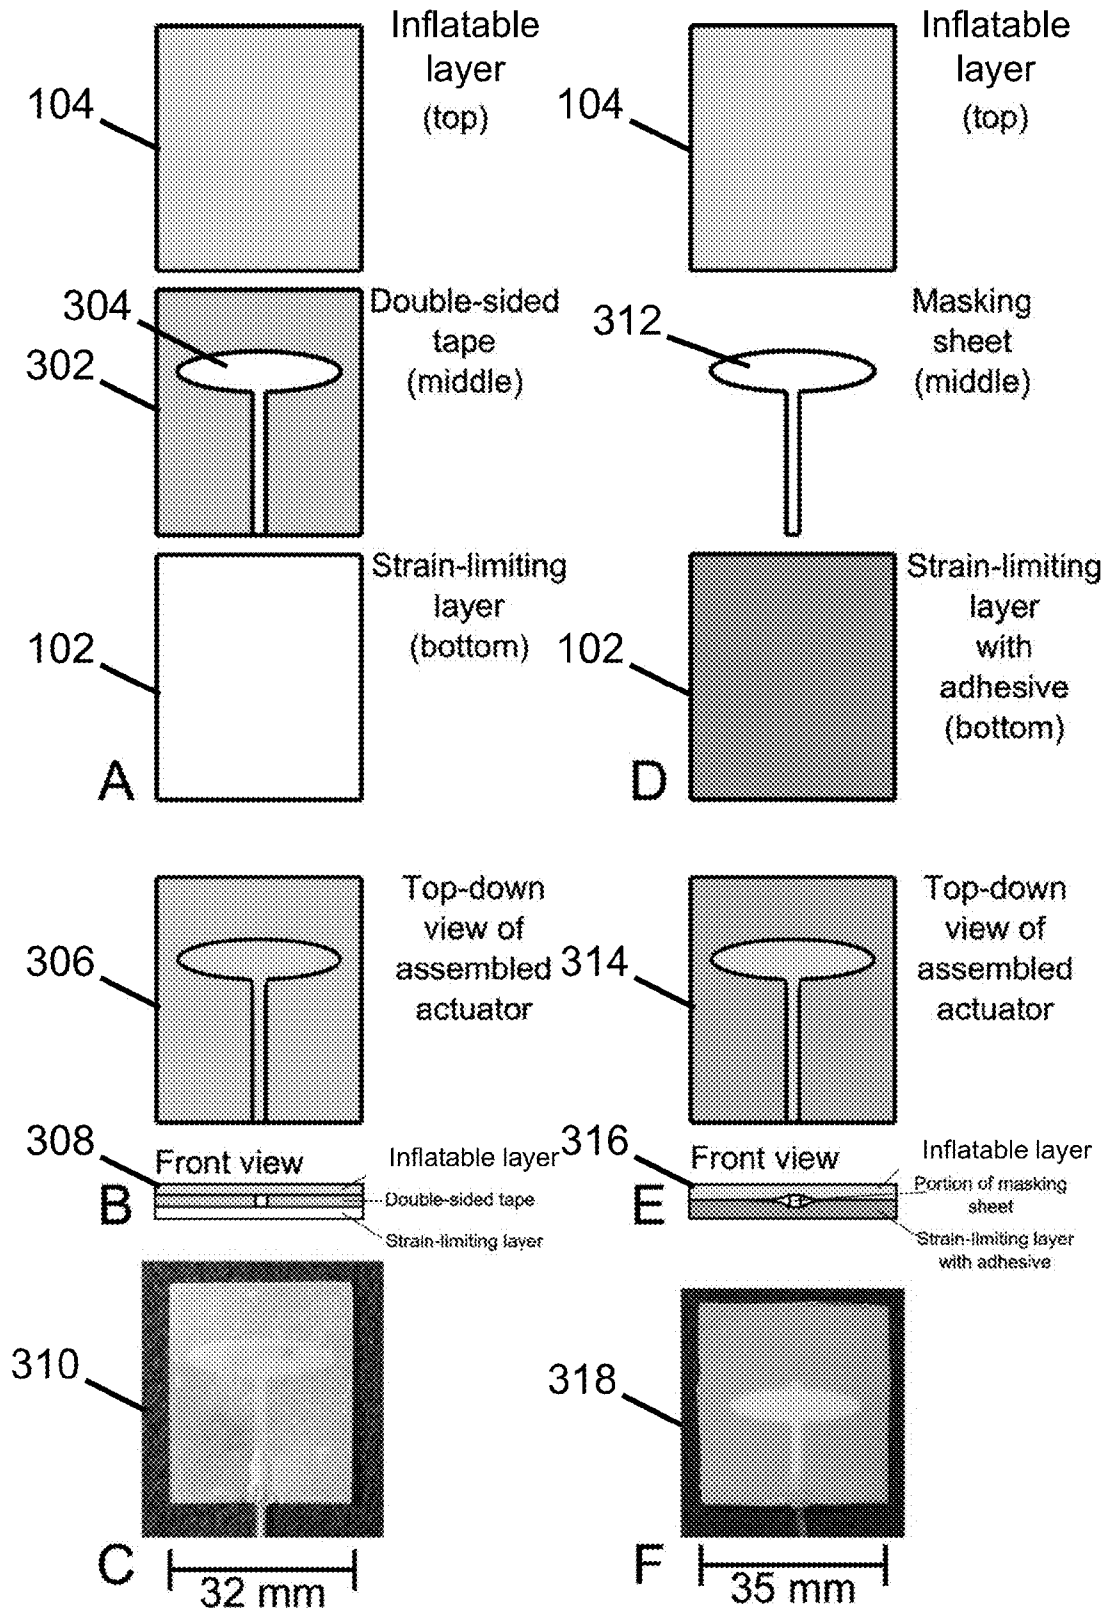 Inflatable
layer
(top)
104
Inflatable
layer
(top)
104
304
302
Double-sided
tape
(middle)
312
Masking
sheet
(middle)
102
Strain-limiting
layer
(bottom)
A
102
Strain-limiting
layer
with
adhesive
(bottom)
D
306
Top-down
view of
assembled
actuator
314
Top-down
view of
assembled
actuator
308
Front view
Inflatable layer
Double-sided tape
Strain-limiting layer
B
316
Front view
Inflatable layer
Portion of masking
sheet
Strain-limiting layer
with adhesive
E
310
C
32 mm
318
F
35 mm